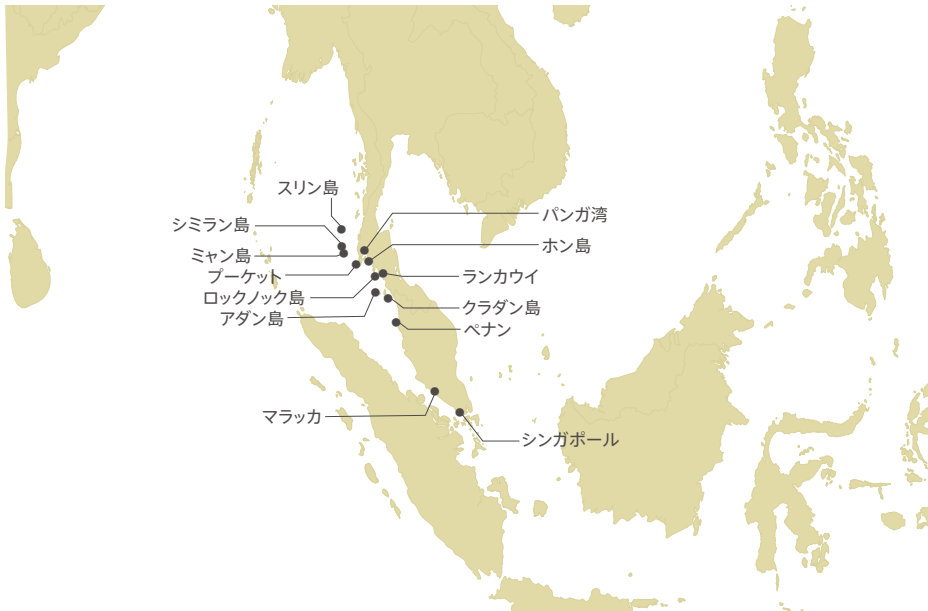 スリン島
シミラン島
ミャン島
プーケット
ロックノック島
アダン島
パンガ湾
ホン島
ランカウイ
クラダン島
ペナン
マラッカ
シンガポール